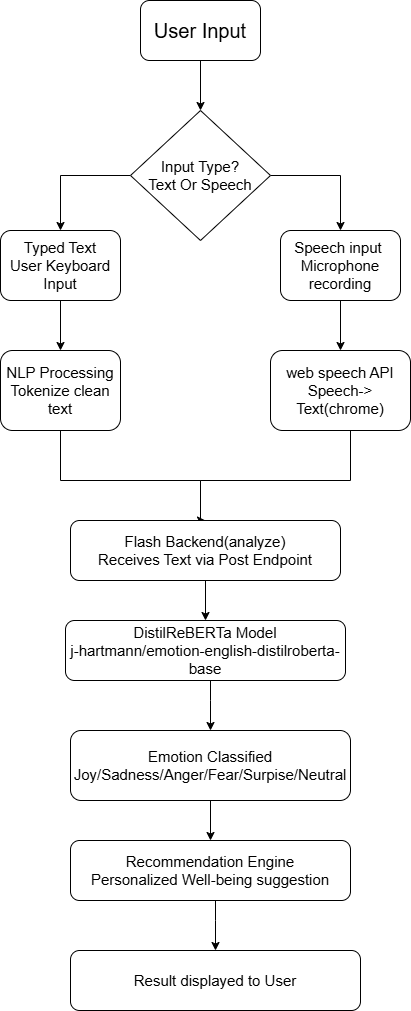 User Input
Input Type?
Text Or Speech
Typed Text
User Keyboard
Input
Speech input
Microphone
recording
NLP Processing
Tokenize clean
text
web speech API
Speech->
Text(chrome)
Flash Backend(analyze)
Receives Text via Post Endpoint
DistilReBERTa Model
j-hartmann/emotion-english-distilroberta-
base
Emotion Classified
Joy/Sadness/Anger/Fear/Surpise/Neutral
Recommendation Engine
Personalized Well-being suggestion
Result displayed to User